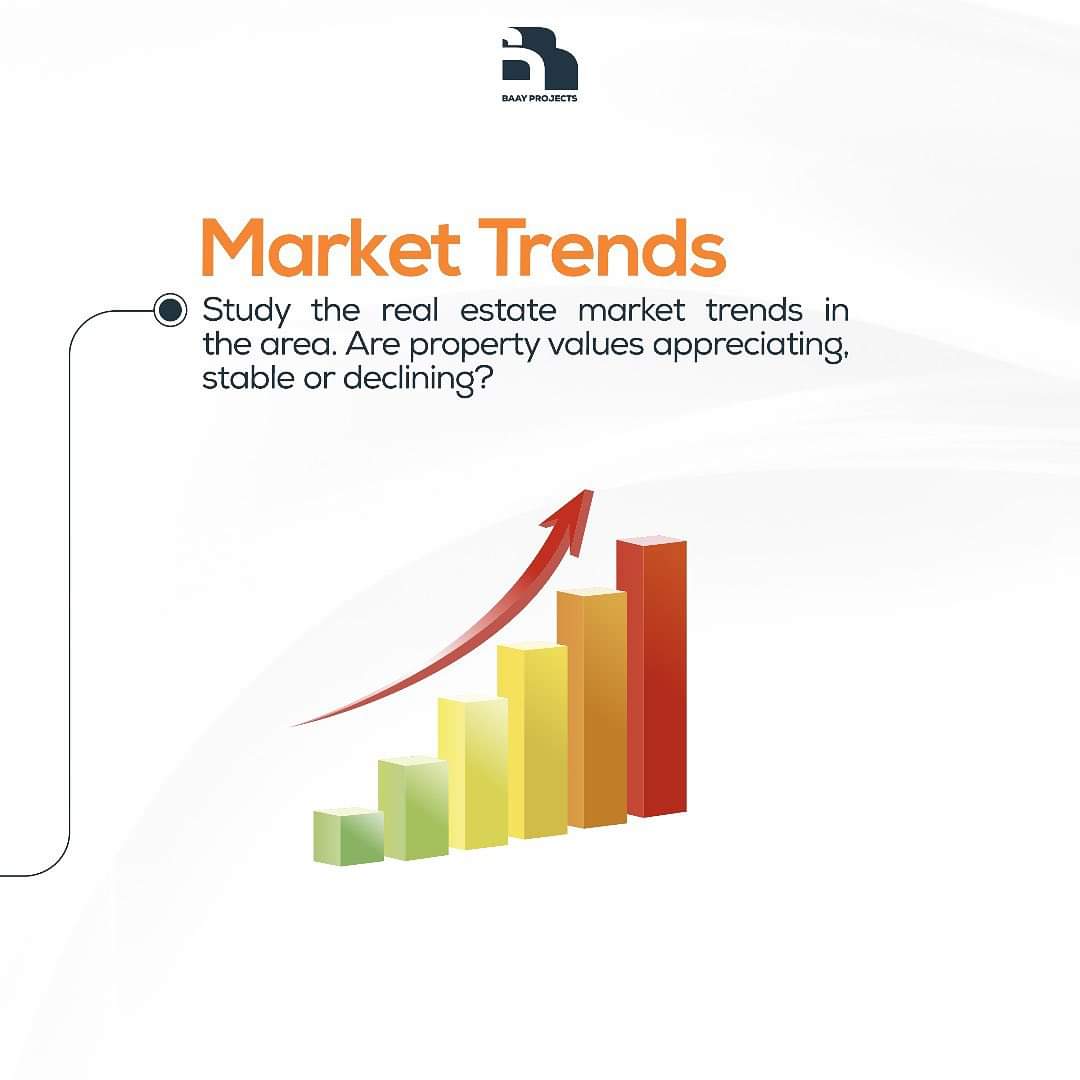 BAAY PROJECTS
Market Trends
Study the real estate market trends in
the area. Are property values appreciating,
stable or declining?